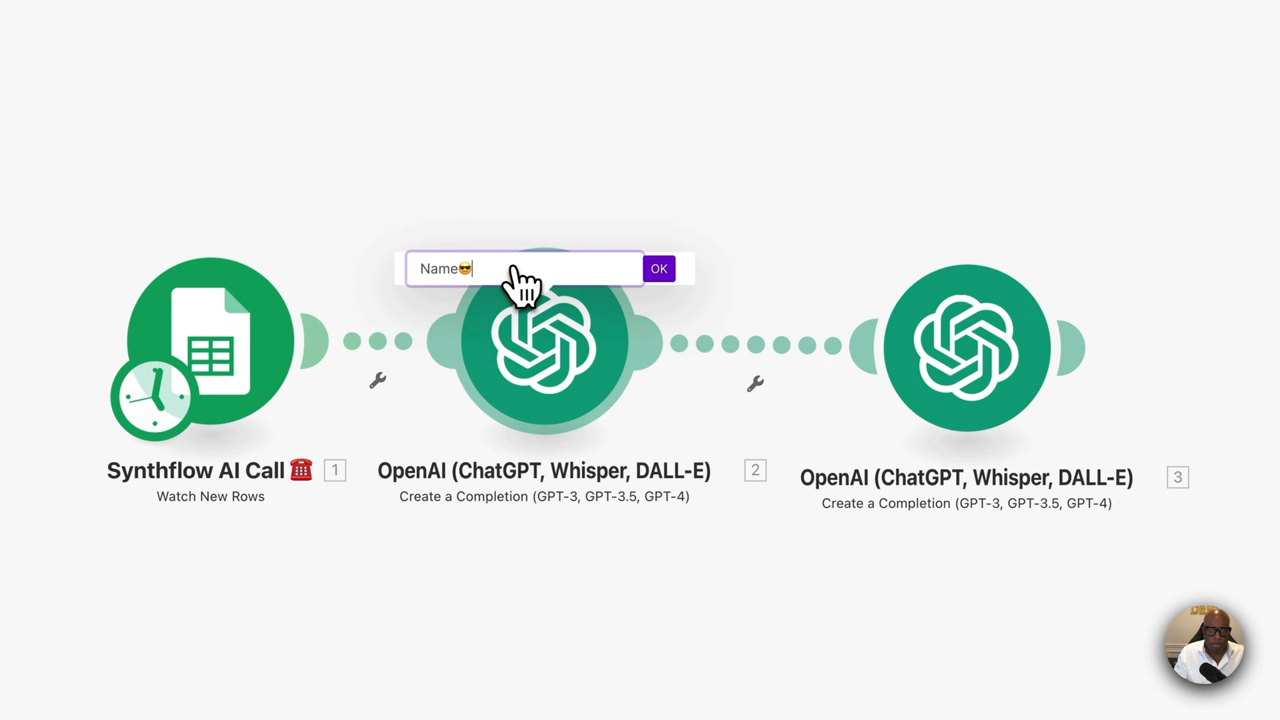 Name😎
OK
Synthflow AI Call ☎️ 1
Watch New Rows
OpenAI (ChatGPT, Whisper, DALL-E) 2
Create a Completion (GPT-3, GPT-3.5, GPT-4)
OpenAI (ChatGPT, Whisper, DALL-E) 3
Create a Completion (GPT-3, GPT-3.5, GPT-4)